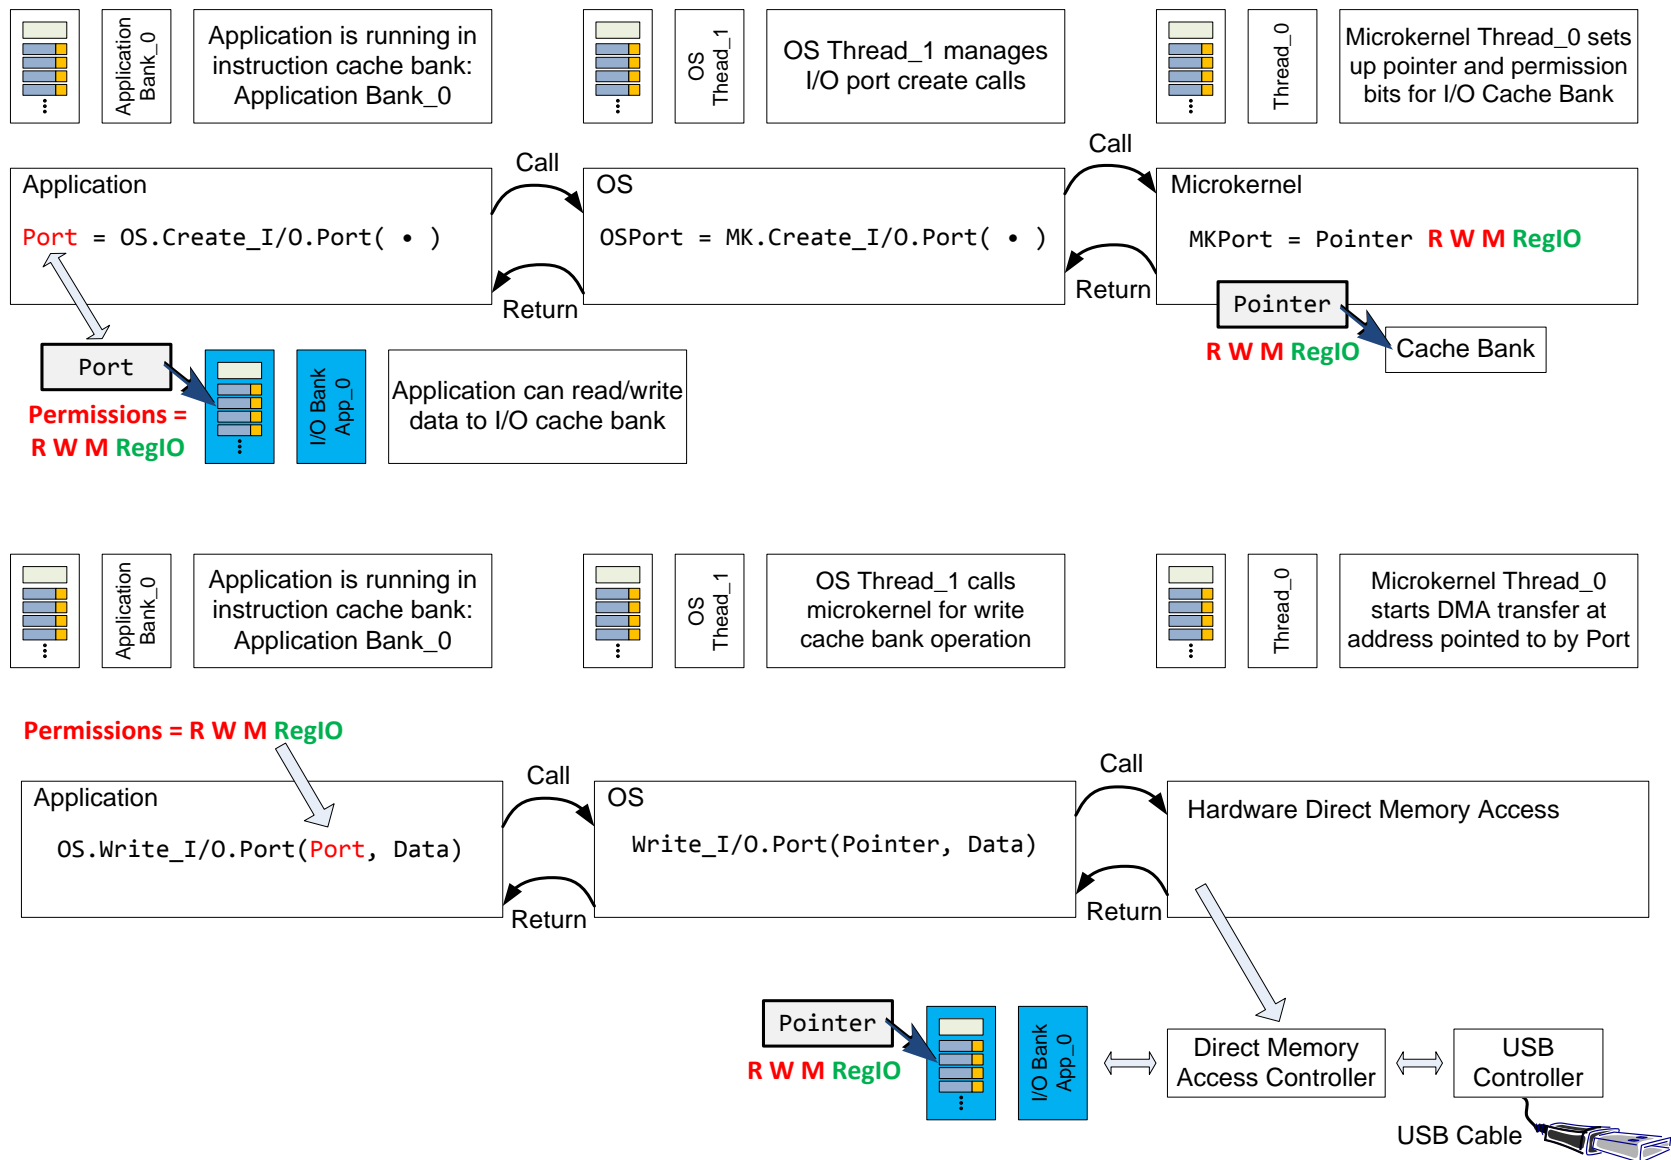 Application
Bank_0
Application is running in
instruction cache bank:
Application Bank_0
OS
Thead_1
OS Thread_1 manages
I/O port create calls
Thread_0
Microkernel Thread_0 sets
up pointer and permission
bits for I/O Cache Bank
Call
Call
Application
Port = OS.Create_I/O.Port( • )
OS
OSPort = MK.Create_I/O.Port( • )
Microkernel
MKPort = Pointer R W M RegIO
Return
Return
Pointer
R W M RegIO
Cache Bank
Port
Permissions =
R W M RegIO
I/O Bank
App_0
Application can read/write
data to I/O cache bank
Application
Bank_0
Application is running in
instruction cache bank:
Application Bank_0
OS
Thead_1
OS Thread_1 calls
microkernel for write
cache bank operation
Thread_0
Microkernel Thread_0
starts DMA transfer at
address pointed to by Port
Permissions = R W M RegIO
Call
Call
Application
OS.Write_I/O.Port(Port, Data)
OS
Write_I/O.Port(Pointer, Data)
Hardware Direct Memory Access
Return
Return
Pointer
R W M RegIO
I/O Bank
App_0
Direct Memory
Access Controller
USB
Controller
USB Cable